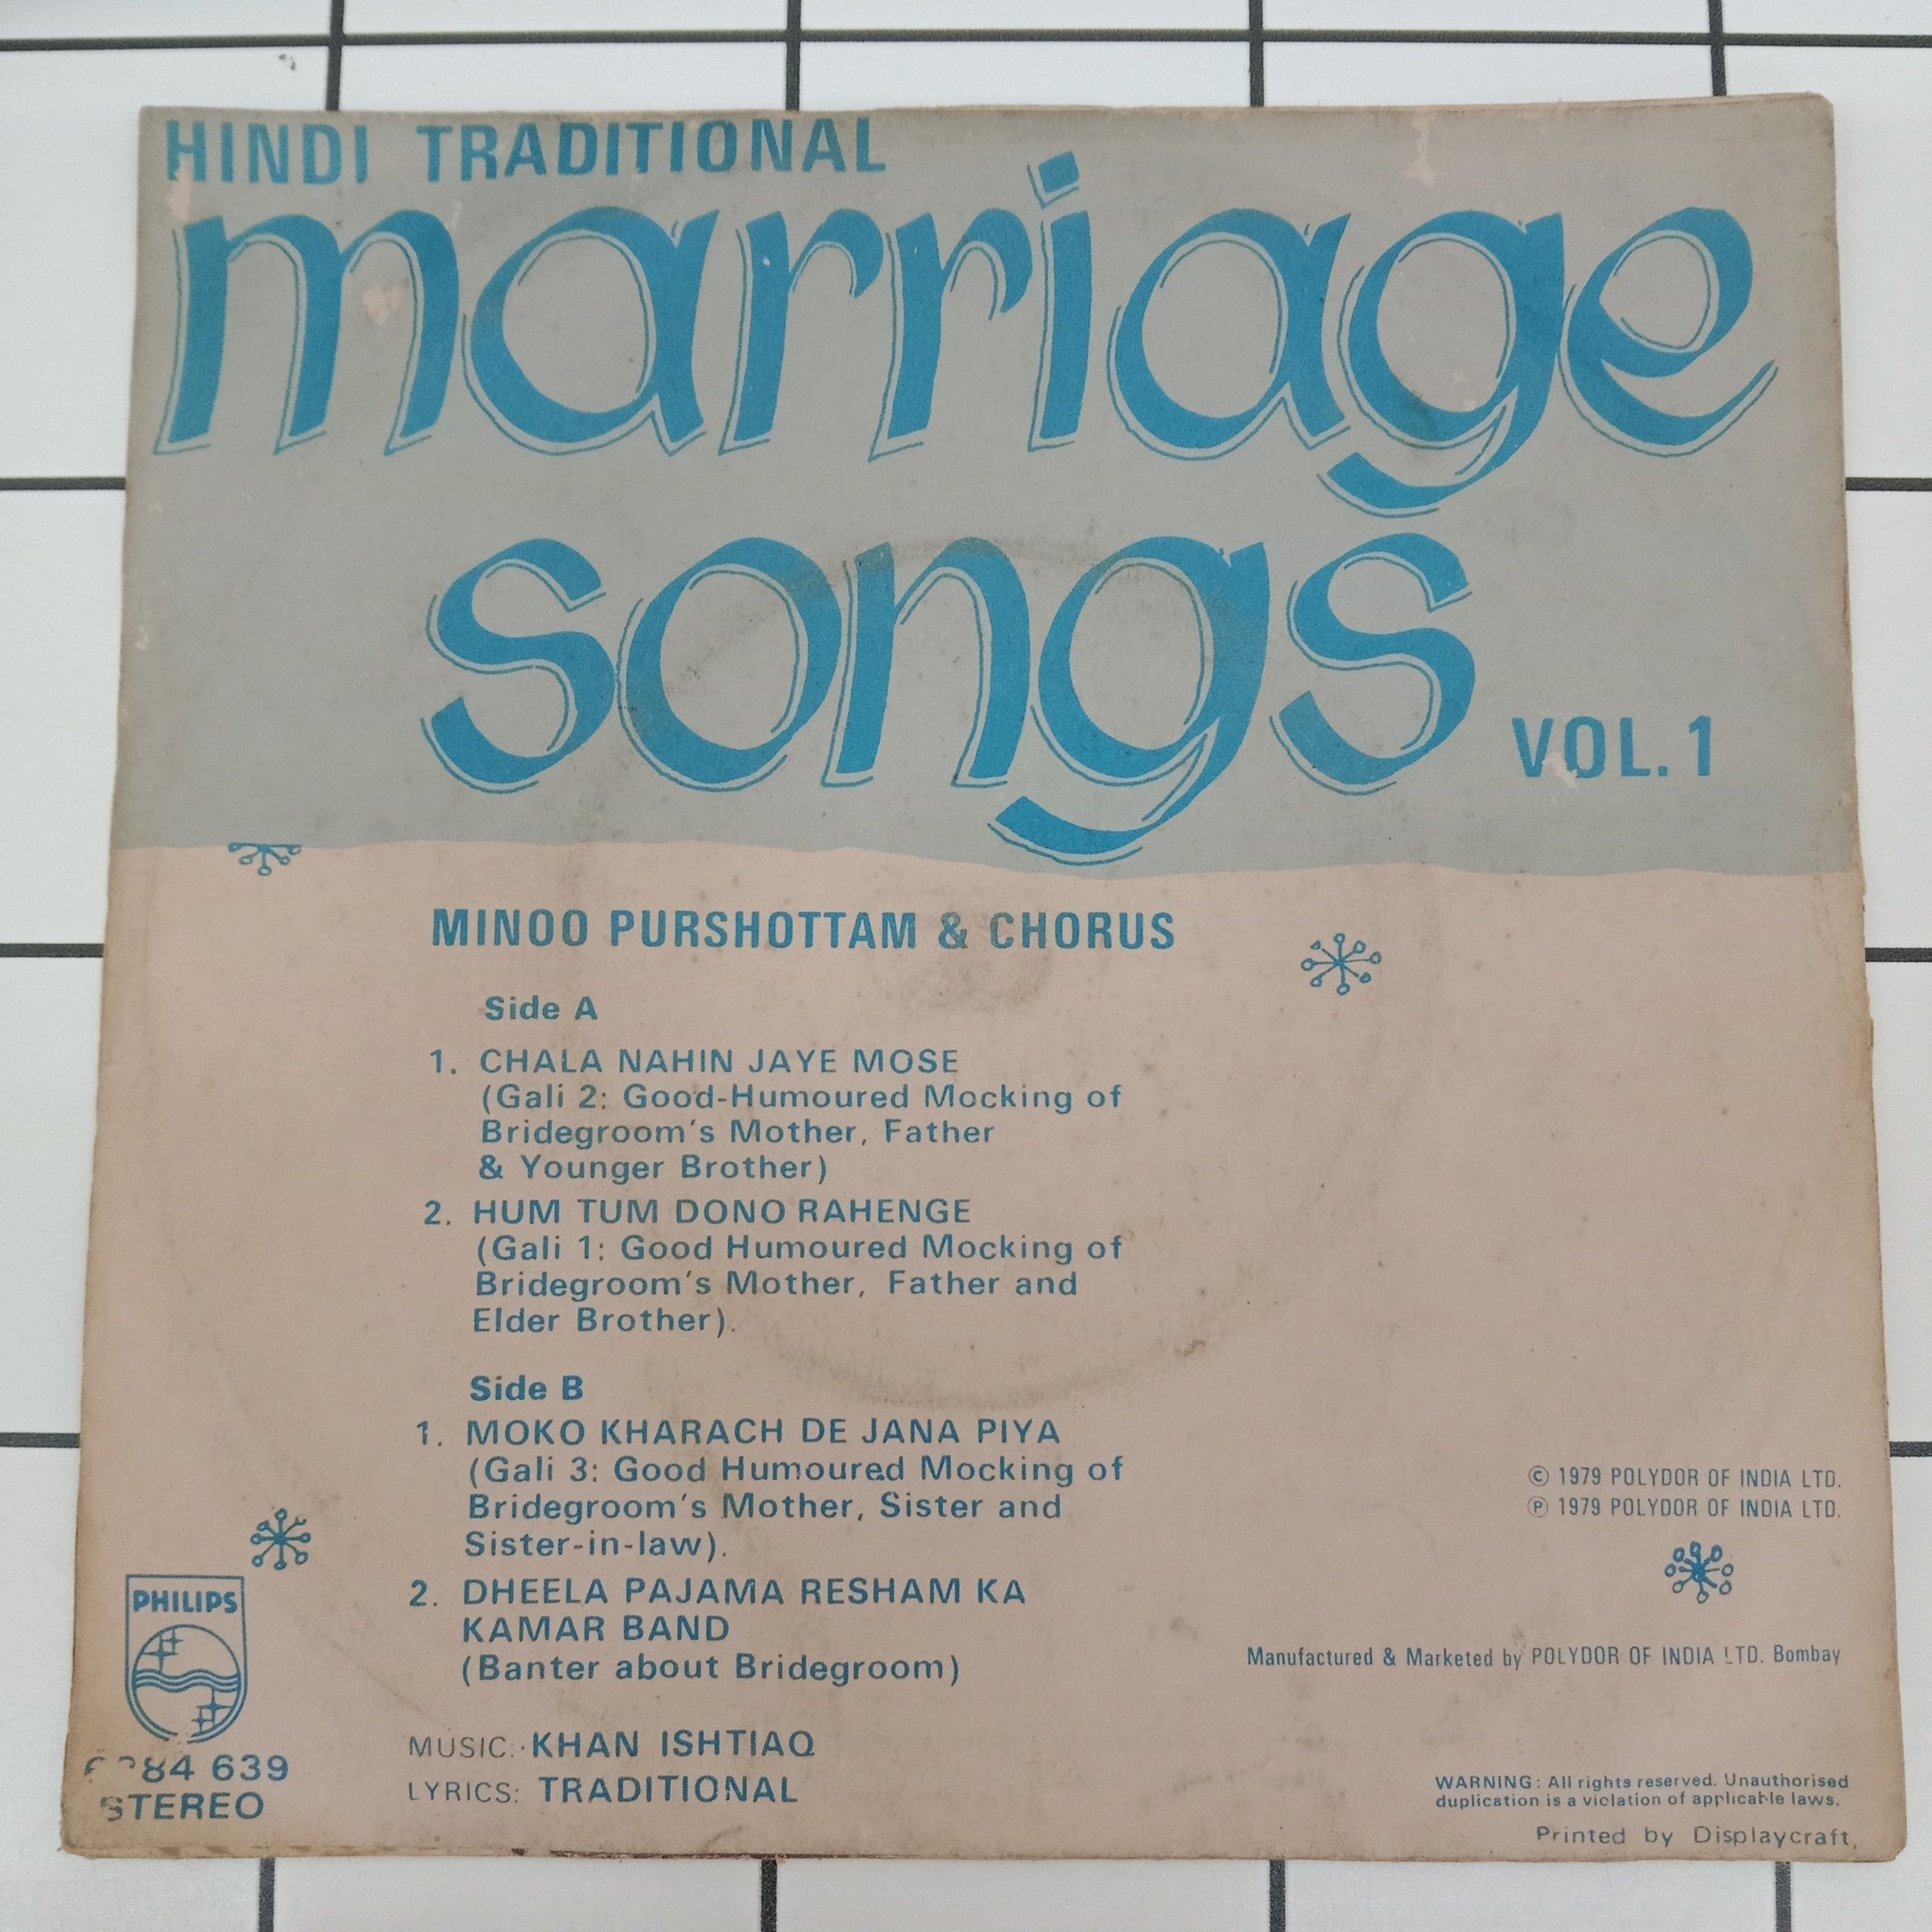 HINDI TRADITIONAL
marriage
songs
VOL. 1
MINOO PURSHOTTAM & CHORUS
Side A
1. CHALA NAHIN JAYE MOSE
(Gali 2: Good-Humoured Mocking of
Bridegroom's Mother, Father
& Younger Brother)
2. HUM TUM DONO RAHENGE
(Gali 1: Good Humoured Mocking of
Bridegroom's Mother, Father and
Elder Brother).
Side B
1. MOKO KHARACH DE JANA PIYA
(Gali 3: Good Humoured Mocking of
Bridegroom's Mother, Sister and
Sister-in-law).
2. DHEELA PAJAMA RESHAM KA
KAMAR BAND
(Banter about Bridegroom)
MUSIC: KHAN ISHTIAQ
LYRICS: TRADITIONAL
PHILIPS
639
STEREO
© 1979 POLYDOR OF INDIA LTD.
℗ 1979 POLYDOR OF INDIA LTD.
Manufactured & Marketed by POLYDOR OF INDIA LTD. Bombay
WARNING: All rights reserved. Unauthorised
duplication is a violation of applicable laws.
Printed by Displaycraft,